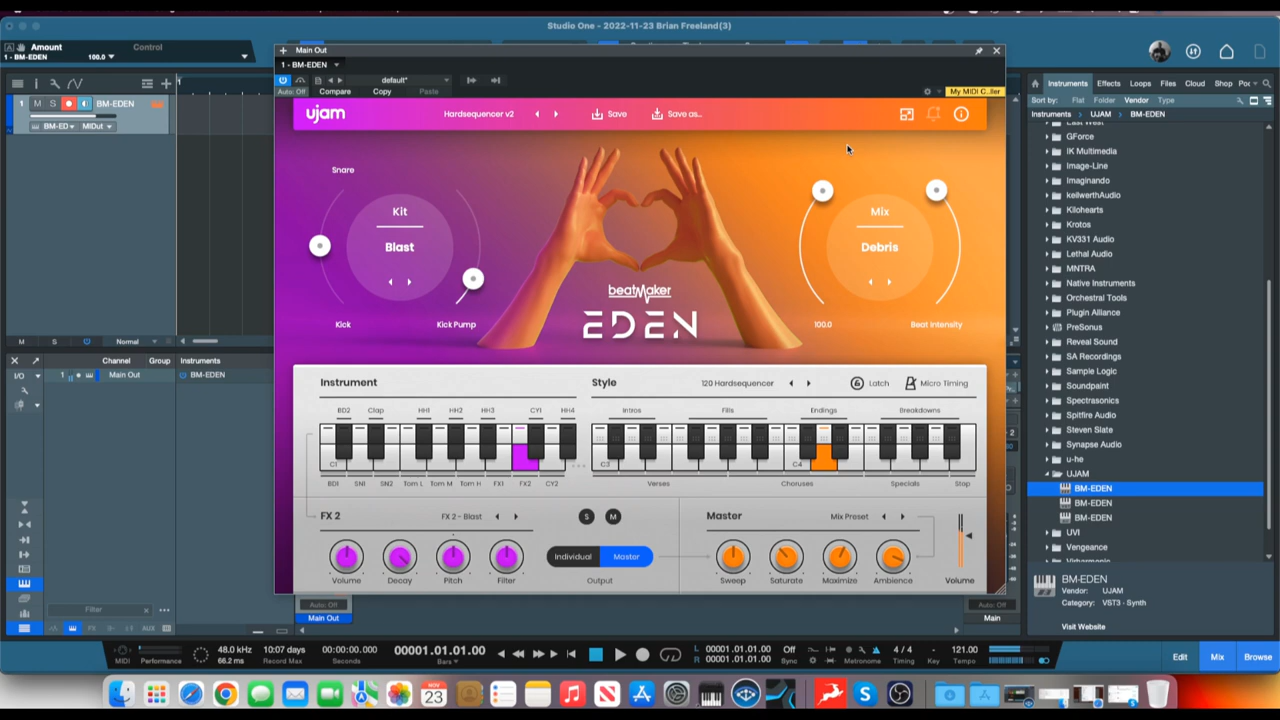 Studio One - 2022-11-23 Brian Freeland(3)
Amount
Control
1 - BM-EDEN
100.0
Main Out
1 - BM-EDEN
default*
Auto: Off
Compare
Copy
Paste
My MIDI C...ller
Instruments
Effects
Loops
Files
Cloud
Shop
Sort by:
Flat
Folder
Vendor
Type
Instruments
UJAM
BM-EDEN
1
M
S
BM-EDEN
BM-ED
MIDut
ujam
Hardsequencer v2
Save
Save as...
GForce
IK Multimedia
Image-Line
Imaginando
kellwerthAudio
Kilohearts
Krotos
KV331 Audio
Lethal Audio
MNTRA
Native Instruments
Orchestral Tools
Plugin Alliance
PreSonus
Reveal Sound
SA Recordings
Sample Logic
Soundpaint
Spectrasonics
Spitfire Audio
Steven Slate
Synapse Audio
u-he
UJAM
BM-EDEN
BM-EDEN
BM-EDEN
UVI
Vengeance
Snare
Kit
Blast
Kick
Kick Pump
Mix
Debris
100.0
Beat Intensity
beatMaker
EDEN
M
S
Normal
Channel
Group
Instruments
I/O
1
Main Out
BM-EDEN
Instrument
Style
120 Hardsequencer
Latch
Micro Timing
BD2
Clap
HH1
HH2
HH3
CY1
HH4
Intros
Fills
Endings
Breakdowns
C1
C3
C4
BD1
SN1
SN2
Tom L
Tom M
Tom H
FX1
FX2
CY2
Verses
Choruses
Specials
Stop
FX 2
FX 2 - Blast
S
M
Master
Mix Preset
Individual
Master
Volume
Decay
Pitch
Filter
Output
Sweep
Saturate
Maximize
Ambience
Volume
BM-EDEN
Vendor:
UJAM
Category:
VST3 - Synth
Visit Website
Filter
FX
AUX
Auto: Off
Main Out
Auto: Off
Main
MIDI
Performance
48.0 kHz
66.2 ms
10:07 days
Record Max
00:00:00.000
Seconds
00001.01.01.00
Bars
L
00001.01.01.00
R
00001.01.01.00
Off
Sync
Metronome
4 / 4
Timing
Key
121.00
Tempo
Edit
Mix
Browse
NOV
23